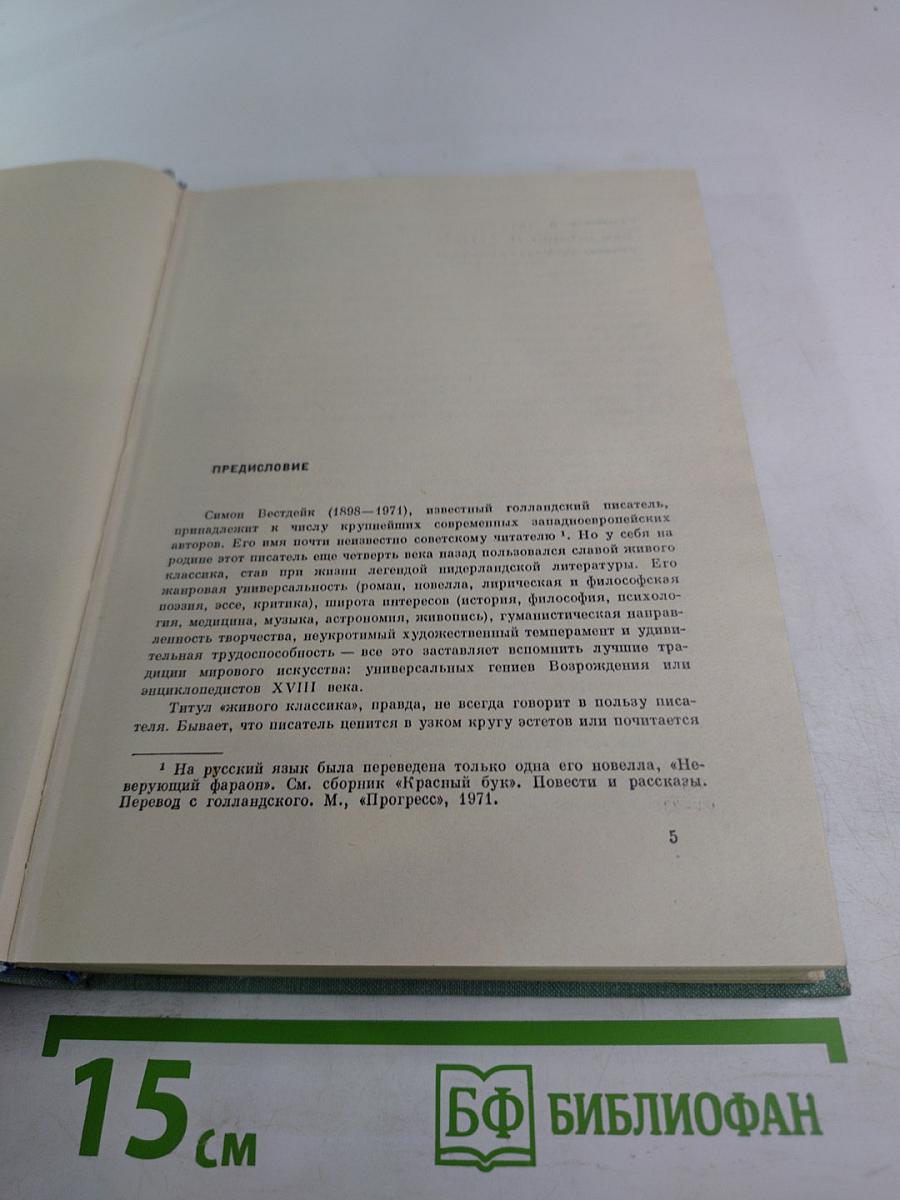 ПРЕДИСЛОВИЕ
Симон Вестдейк (1898—1971), известный голландский писатель,
принадлежит к числу крупнейших современных западноевропейских
авторов. Его имя почти неизвестно советскому читателю ¹. Но у себя на
родине этот писатель еще четверть века назад пользовался славой живого
классика, став при жизни легендой нидерландской литературы. Его
жанровая универсальность (роман, новелла, лирическая и философская
поэзия, эссе, критика), широта интересов (история, философия, психоло-
гия, медицина, музыка, астрономия, живопись), гуманистическая направ-
ленность творчества, неукротимый художественный темперамент и удиви-
тельная трудоспособность — все это заставляет вспомнить лучшие тра-
диции мирового искусства: универсальных гениев Возрождения или
энциклопедистов XVIII века.
Титул «живого классика», правда, не всегда говорит в пользу писа-
теля. Бывает, что писатель ценится в узком кругу эстетов или почитается
¹ На русский язык была переведена только одна его новелла, «Не-
верующий фараон». См. сборник «Красный бук». Повести и рассказы.
Перевод с голландского. М., «Прогресс», 1971.
5
15 см
БФ БИБЛИОФАН